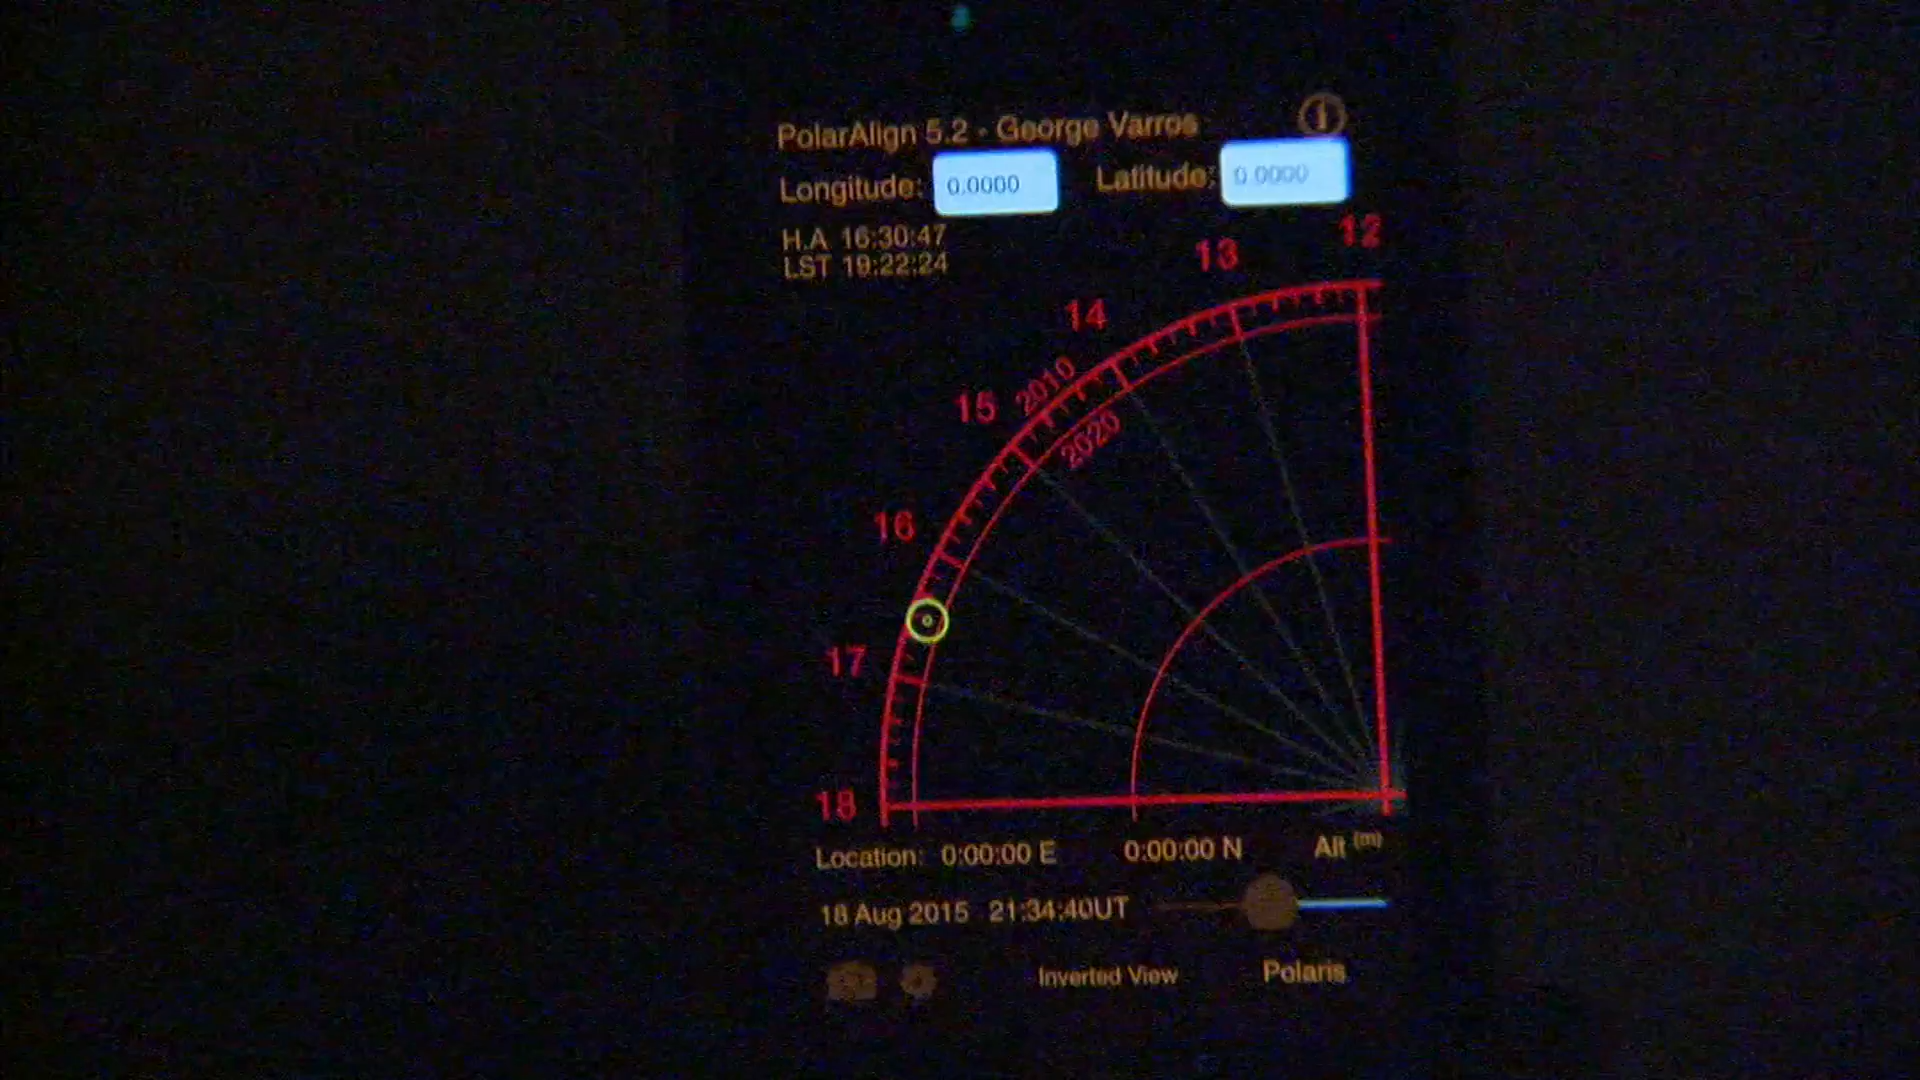 PolarAlign 5.2 - George Varros
Longitude: 0.0000 Latitude: 0.0000
H.A 16:30:47
LST 19:22:24
12
13
14
15
2010
2020
16
17
18
Location: 0:00:00 E 0:00:00 N Alt (m)
18 Aug 2015 21:34:40UT
Inverted View Polaris